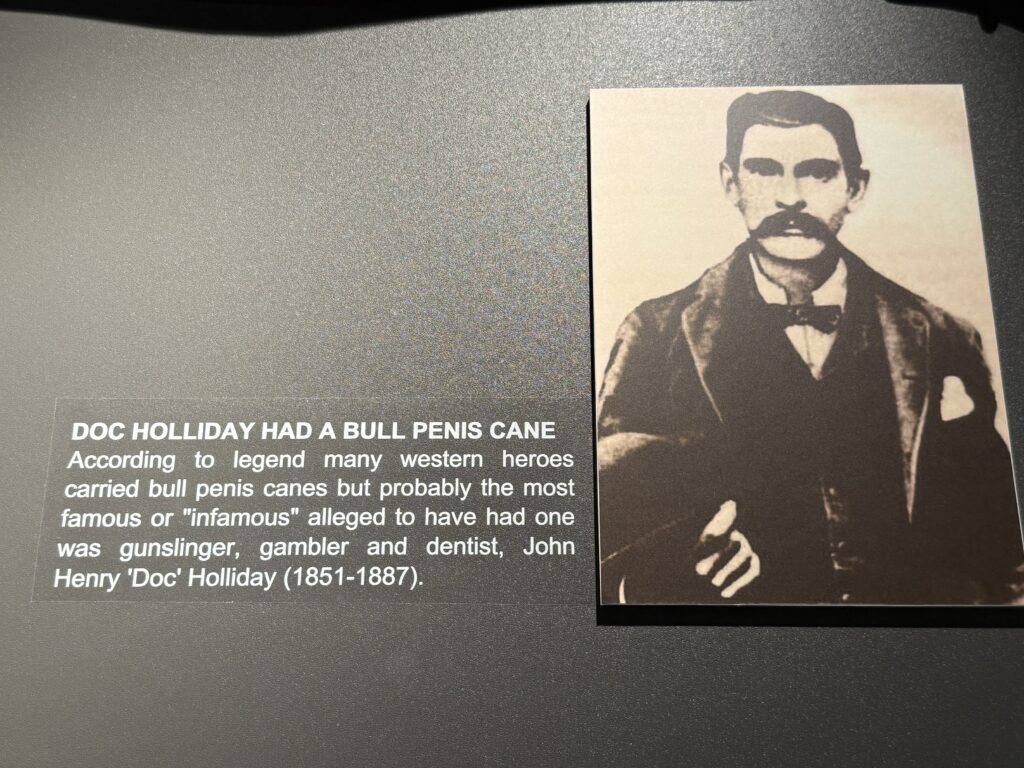 DOC HOLLIDAY HAD A BULL PENIS CANE
According to legend many western heroes
carried bull penis canes but probably the most
famous or "infamous" alleged to have had one
was gunslinger, gambler and dentist, John
Henry 'Doc' Holliday (1851-1887).